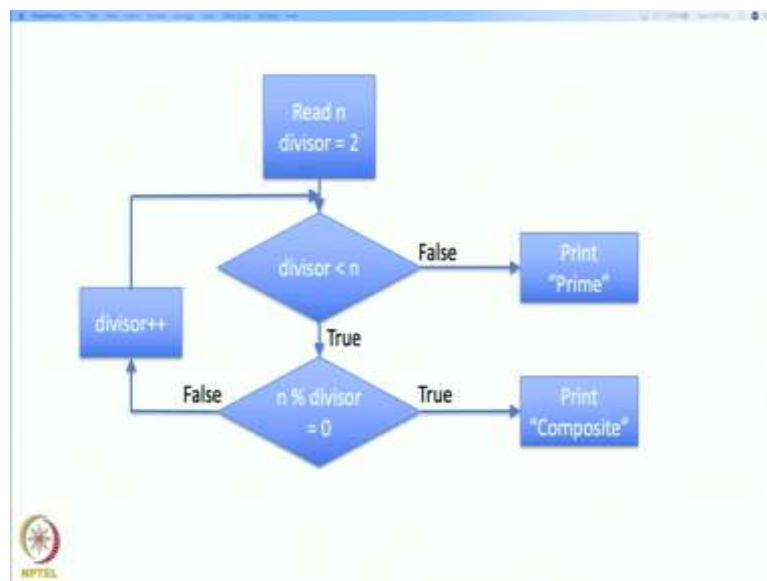 Read n
divisor = 2
divisor < n
False
Print
"Prime"
divisor++
True
False
n % divisor
= 0
True
Print
"Composite"
NPTEL